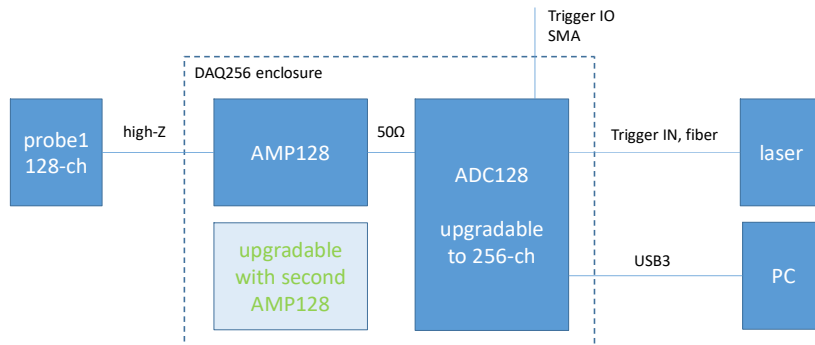 Trigger IO
SMA
DAQ256 enclosure
probe1
128-ch
high-Z
AMP128
50Ω
ADC128
upgradable
to 256-ch
Trigger IN, fiber
laser
upgradable
with second
AMP128
USB3
PC